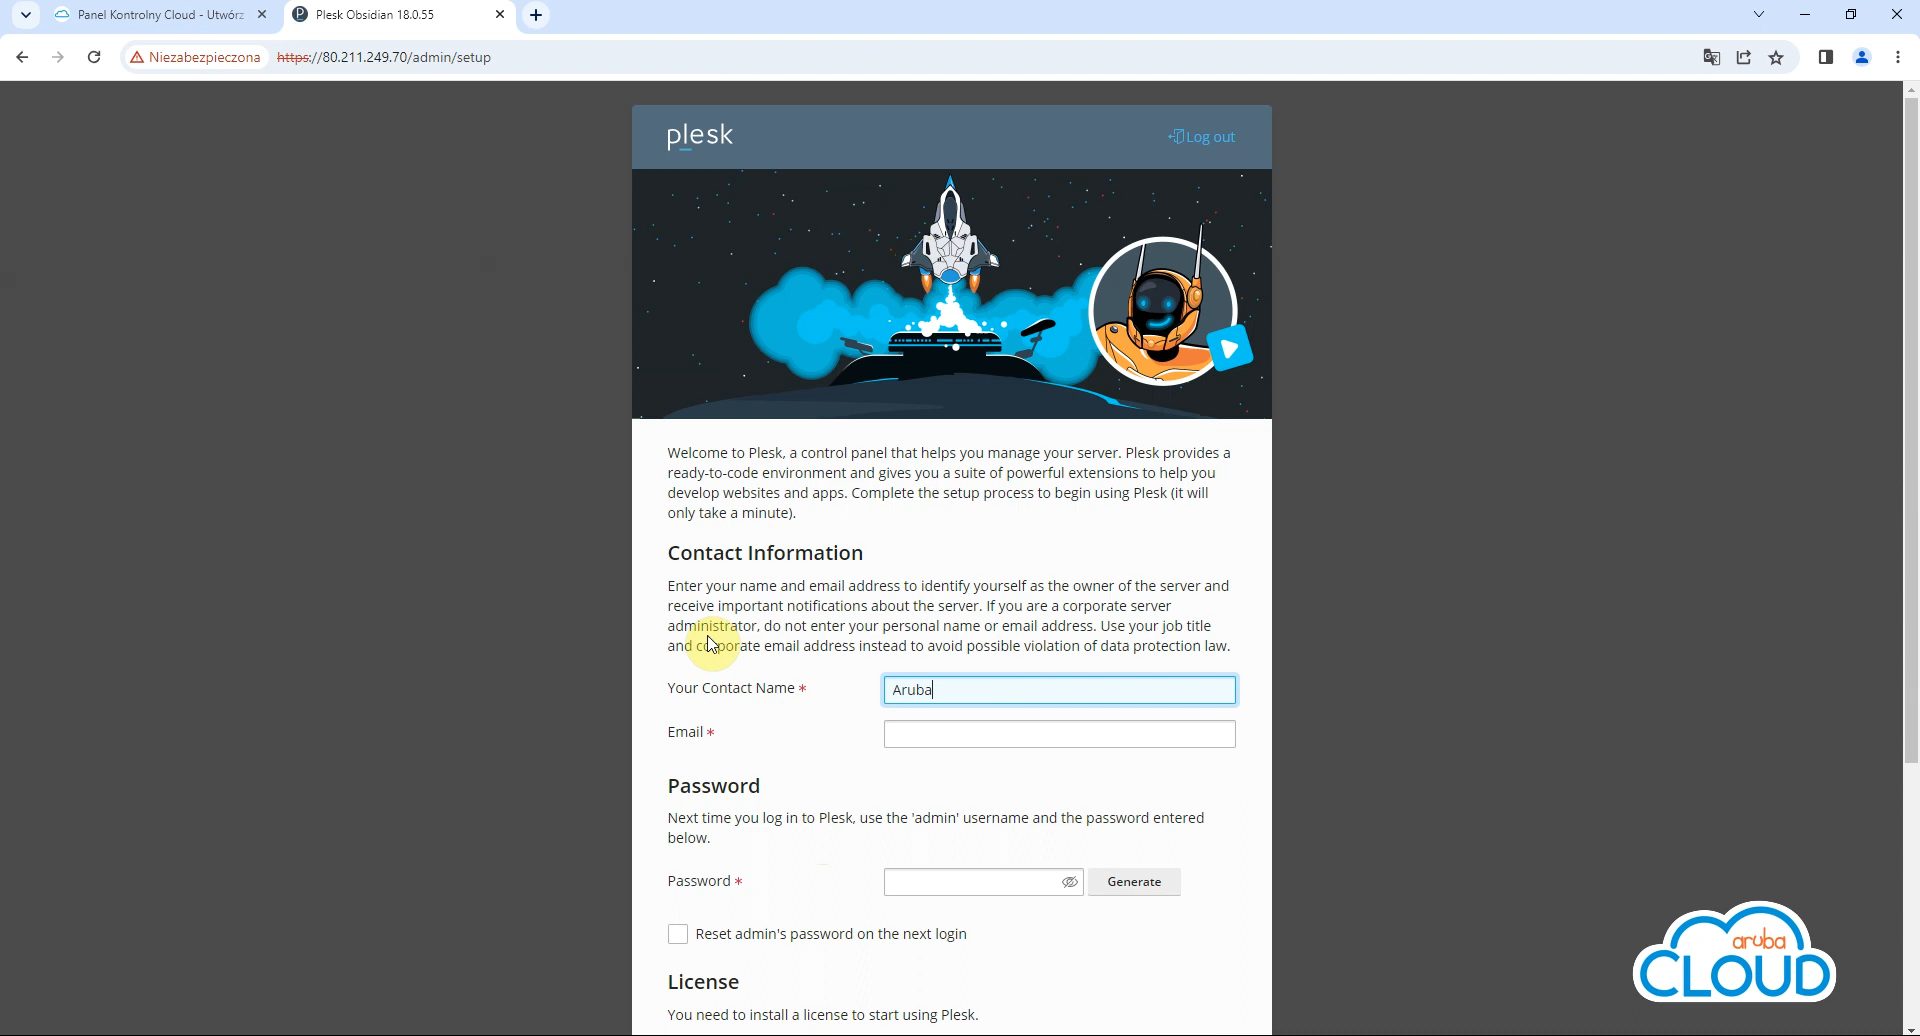 Panel Kontrolny Cloud - Utwórz
Plesk Obsidian 18.0.55
Niezabezpieczona
https://80.211.249.70/admin/setup
plesk
Log out
Welcome to Plesk, a control panel that helps you manage your server. Plesk provides a
ready-to-code environment and gives you a suite of powerful extensions to help you
develop websites and apps. Complete the setup process to begin using Plesk (it will
only take a minute).
Contact Information
Enter your name and email address to identify yourself as the owner of the server and
receive important notifications about the server. If you are a corporate server
administrator, do not enter your personal name or email address. Use your job title
and corporate email address instead to avoid possible violation of data protection law.
Your Contact Name *
Aruba
Email *
Password
Next time you log in to Plesk, use the 'admin' username and the password entered
below.
Password *
Generate
Reset admin's password on the next login
License
You need to install a license to start using Plesk.
aruba
CLOUD